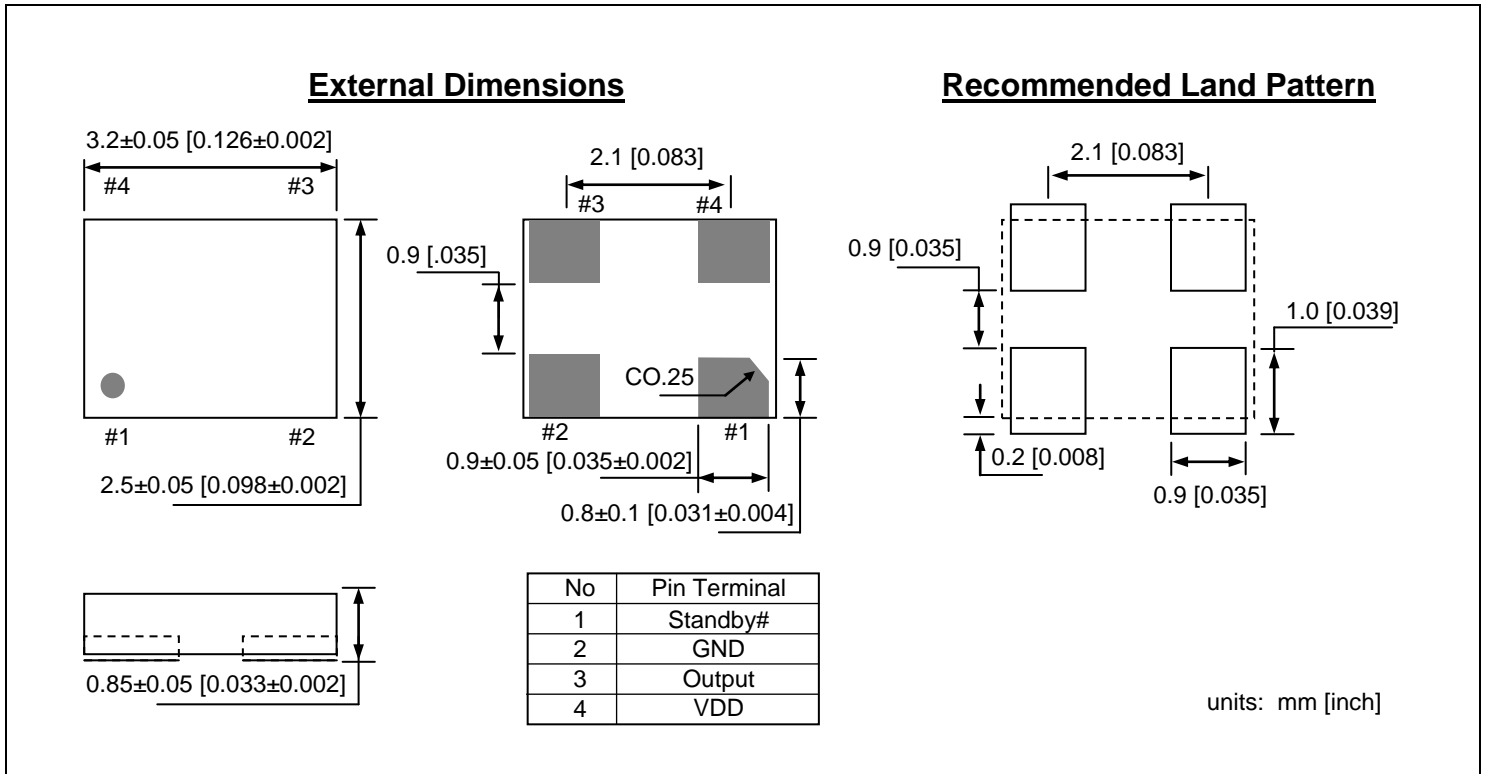 External Dimensions
3.2±0.05 [0.126±0.002]
#4 #3
#1 #2
2.5±0.05 [0.098±0.002]
0.85±0.05 [0.033±0.002]
2.1 [0.083]
#3 #4
0.9 [.035]
CO.25
#2 #1
0.9±0.05 [0.035±0.002]
0.8±0.1 [0.031±0.004]
No Pin Terminal
1 Standby#
2 GND
3 Output
4 VDD
Recommended Land Pattern
2.1 [0.083]
0.9 [0.035]
1.0 [0.039]
0.2 [0.008]
0.9 [0.035]
units: mm [inch]